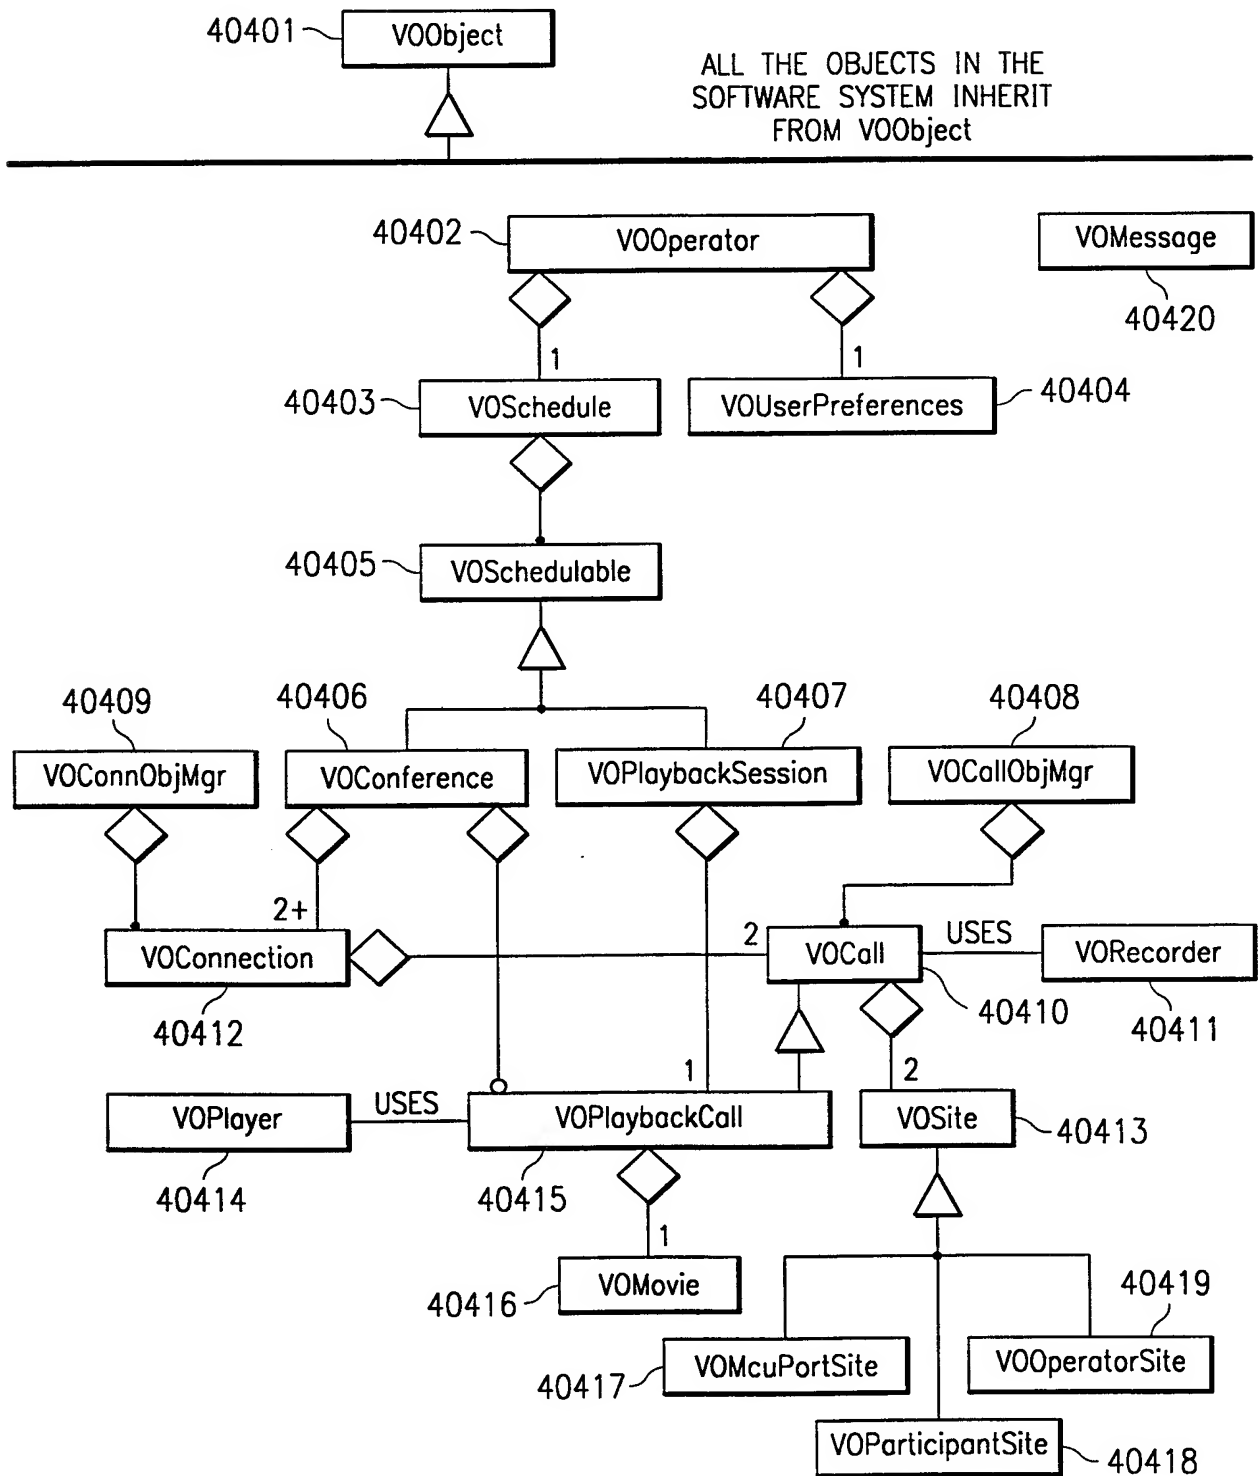 40401
VOObject
ALL THE OBJECTS IN THE
SOFTWARE SYSTEM INHERIT
FROM VOObject
40402
VOOperator
VOMessage
40420
1
1
40403
VOSchedule
VOUserPreferences
40404
40405
VOSchedulable
40409
40406
40407
40408
VOConnObjMgr
VOConference
VOPlaybackSession
VOCallObjMgr
2+
2
VOConnection
VOCall
USES
VORecorder
40412
40410
40411
1
2
VOPlayer
USES
VOPlaybackCall
VOSite
40413
40414
40415
1
40416
VOMovie
40419
VOMcuPortSite
VOOperatorSite
40417
VOParticipantSite
40418